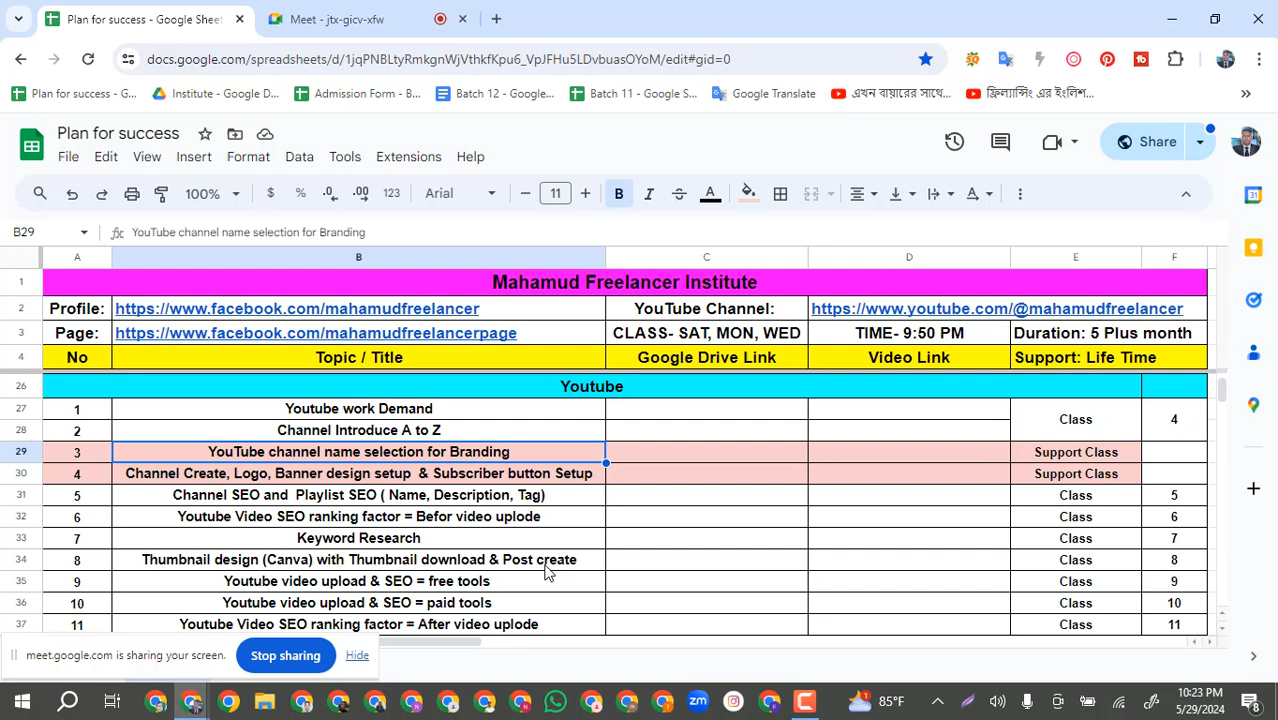 Plan for success - Google Sheet
Meet - jtx-gicv-xfw
docs.google.com/spreadsheets/d/1jqPNBLtyRmkgnWjVthkfKpu6_VpJFHu5LDvbuasOYoM/edit#gid=0
Plan for success - G...
Institute - Google D...
Admission Form - B...
Batch 12 - Google...
Batch 11 - Google S...
Google Translate
এখন বায়ারের সাথে...
ফ্রিল্যান্সিং এর ইংলিশ...
Plan for success
File Edit View Insert Format Data Tools Extensions Help
Share
100% $ % .0 .00 123 Arial 11 B I S A
B29 fx YouTube channel name selection for Branding
A B C D E F
1 Mahamud Freelancer Institute
2 Profile: https://www.facebook.com/mahamudfreelancer YouTube Channel: https://www.youtube.com/@mahamudfreelancer
3 Page: https://www.facebook.com/mahamudfreelancerpage CLASS- SAT, MON, WED TIME- 9:50 PM Duration: 5 Plus month
4 No Topic / Title Google Drive Link Video Link Support: Life Time
26 Youtube
27 1 Youtube work Demand Class 4
28 2 Channel Introduce A to Z
29 3 YouTube channel name selection for Branding Support Class
30 4 Channel Create, Logo, Banner design setup & Subscriber button Setup Support Class
31 5 Channel SEO and Playlist SEO ( Name, Description, Tag) Class 5
32 6 Youtube Video SEO ranking factor = Befor video uplode Class 6
33 7 Keyword Research Class 7
34 8 Thumbnail design (Canva) with Thumbnail download & Post create Class 8
35 9 Youtube video upload & SEO = free tools Class 9
36 10 Youtube video upload & SEO = paid tools Class 10
37 11 Youtube Video SEO ranking factor = After video uplode Class 11
meet.google.com is sharing your screen. Stop sharing Hide
85°F
10:23 PM
5/29/2024
8